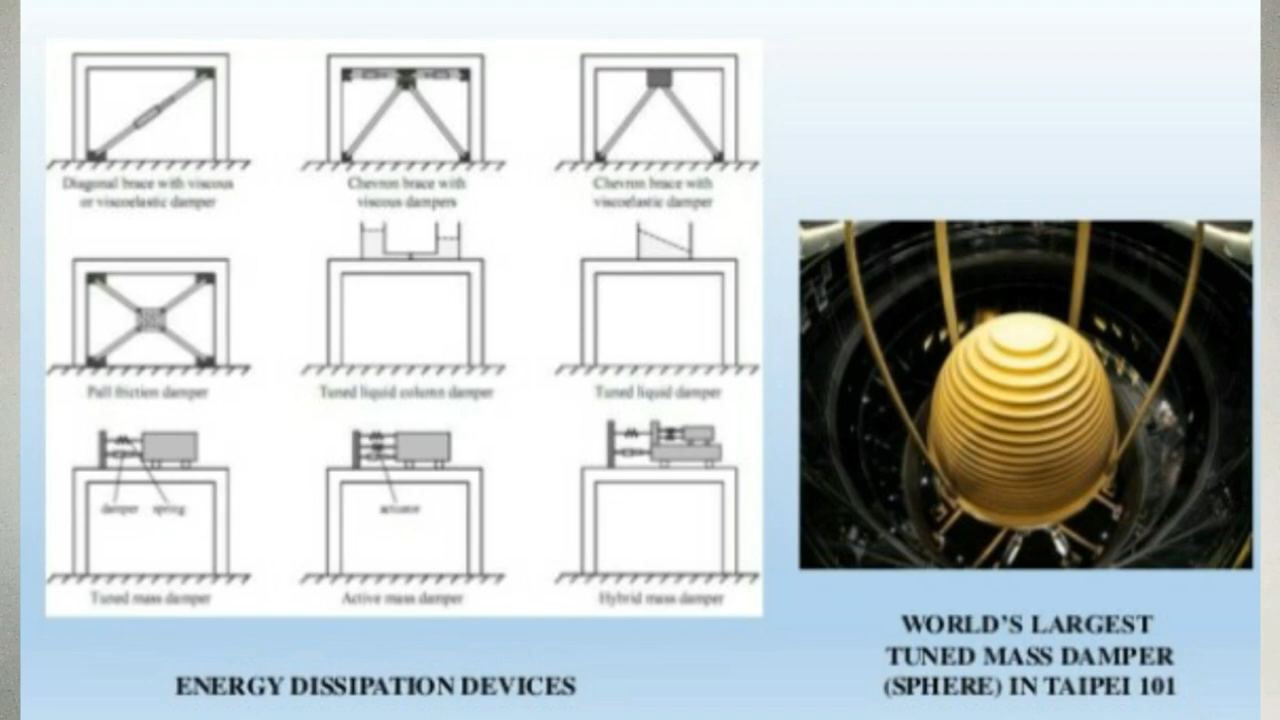 Diagonal brace with viscous
or viscoelastic damper
Chevron brace with
viscous dampers
Chevron brace with
viscoelastic damper
Pall friction damper
Tuned liquid column damper
Tuned liquid damper
damper spring
actuator
Tuned mass damper
Active mass damper
Hybrid mass damper
ENERGY DISSIPATION DEVICES
WORLD'S LARGEST
TUNED MASS DAMPER
(SPHERE) IN TAIPEI 101